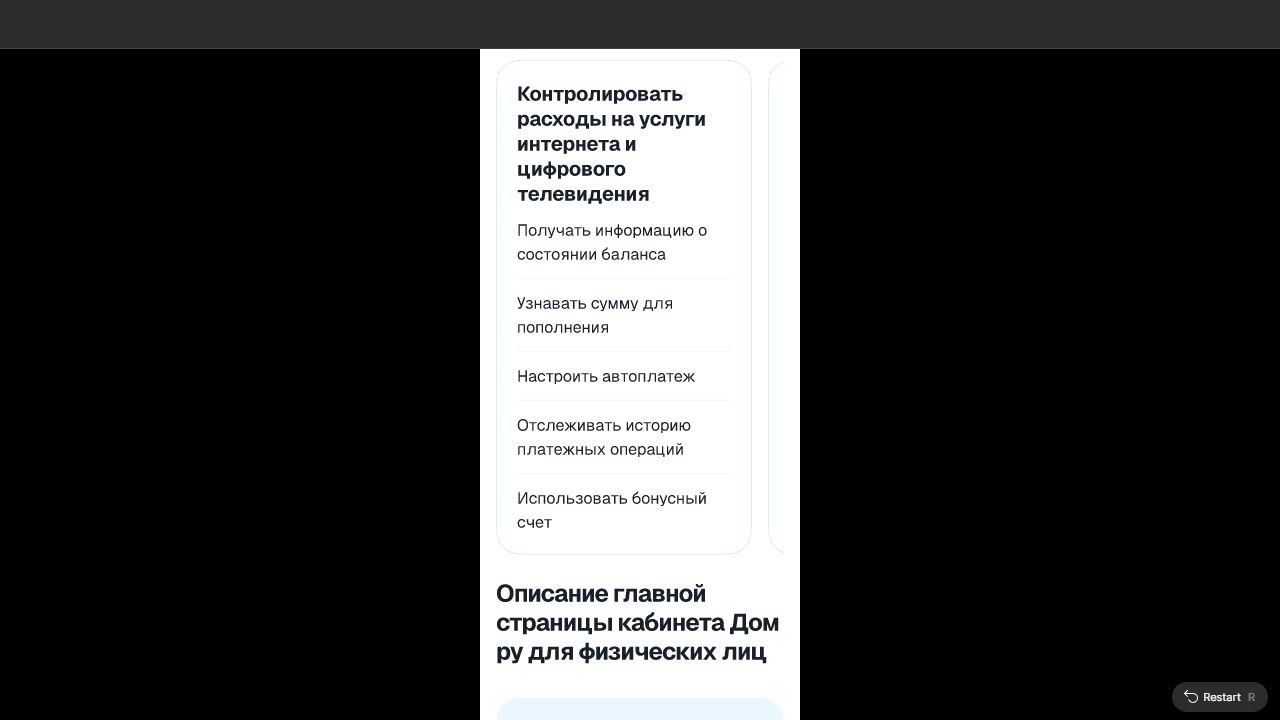 Контролировать
расходы на услуги
интернета и
цифрового
телевидения
Получать информацию о
состоянии баланса
Узнавать сумму для
пополнения
Настроить автоплатеж
Отслеживать историю
платежных операций
Использовать бонусный
счет
Описание главной
страницы кабинета Дом
ру для физических лиц
Restart R